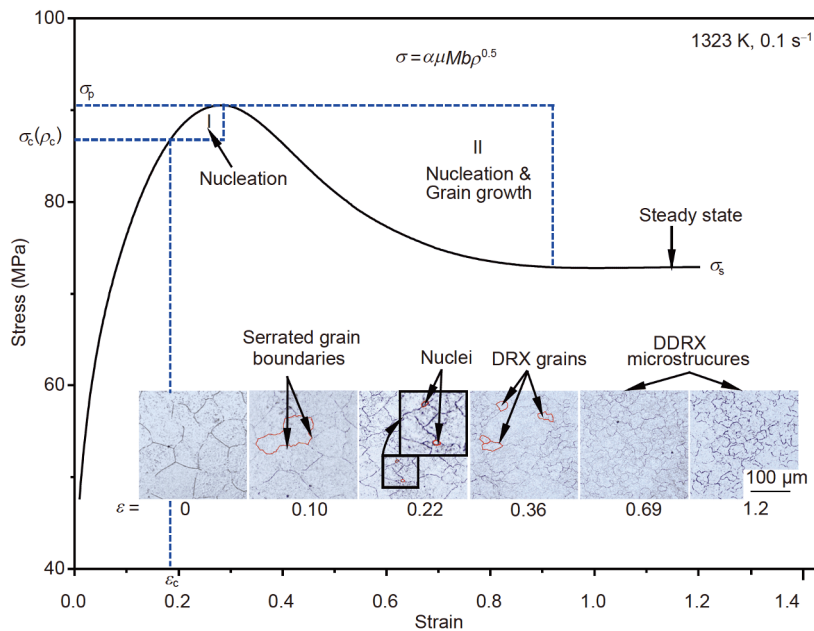 100
1323 K, 0.1 s⁻¹
σ = αμMbρ^0.5
σp
σc(ρc)
I
Nucleation
II
Nucleation &
Grain growth
80
Steady state
σs
Stress (MPa)
Serrated grain
boundaries
Nuclei
DRX grains
DDRX
microstrucures
60
100 μm
ε = 0 0.10 0.22 0.36 0.69 1.2
40
εc
0.0 0.2 0.4 0.6 0.8 1.0 1.2 1.4
Strain